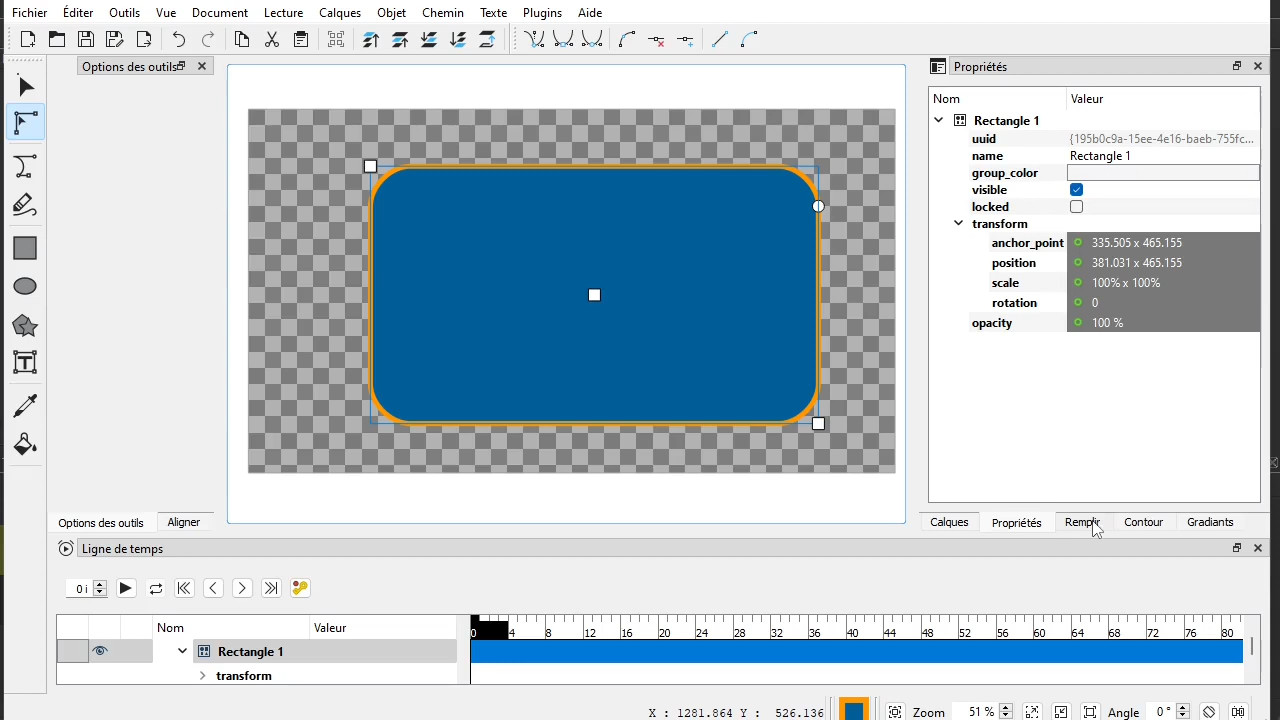 Fichier Éditer Outils Vue Document Lecture Calques Objet Chemin Texte Plugins Aide
Options des outils
Propriétés
Nom Valeur
Rectangle 1
uuid {195b0c9a-15ee-4e16-baeb-755fc...
name Rectangle 1
group_color
visible
locked
transform
anchor_point 335.505 x 465.155
position 381.031 x 465.155
scale 100% x 100%
rotation 0
opacity 100 %
Options des outils Aligner
Calques Propriétés Remplir Contour Gradiants
Ligne de temps
0 i
Nom Valeur
0 4 8 12 16 20 24 28 32 36 40 44 48 52 56 60 64 68 72 76 80
Rectangle 1
transform
X : 1281.864 Y : 526.136 Zoom 51 % Angle 0 °